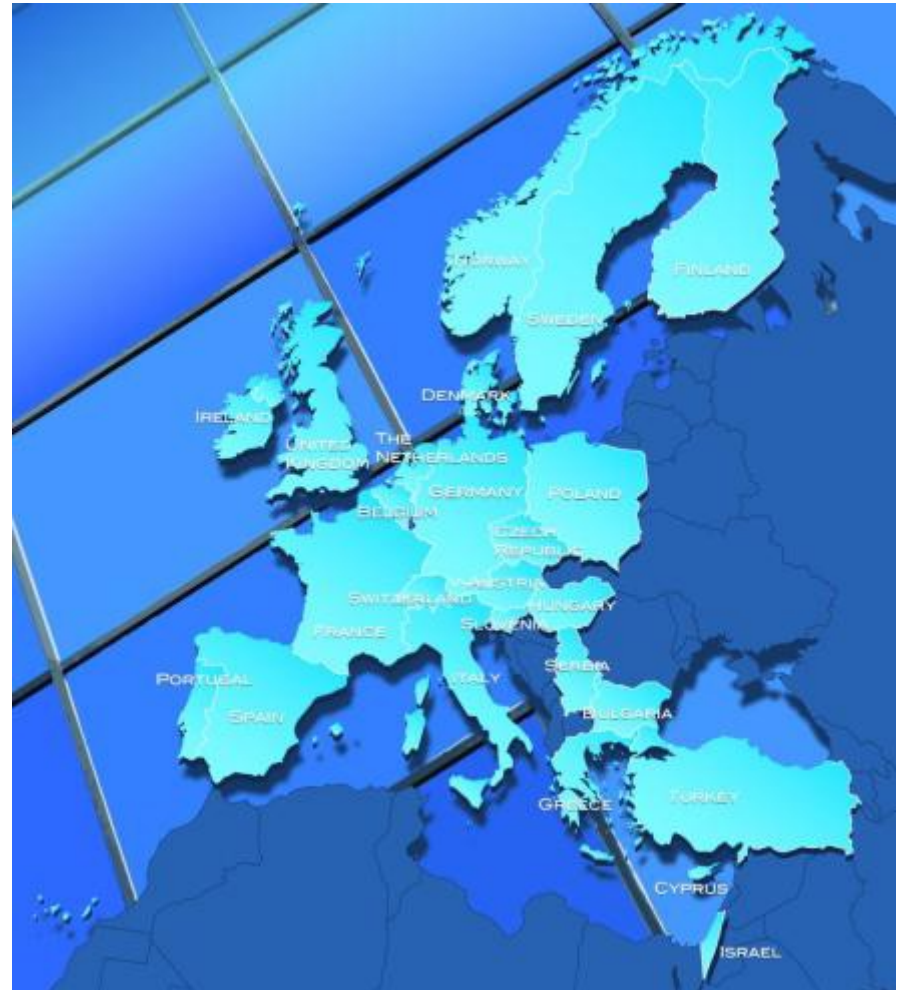 NORWAY
FINLAND
SWEDEN
DENMARK
IRELAND
UNITED
KINGDOM
THE
NETHERLANDS
GERMANY
POLAND
BELGIUM
CZECH
REPUBLIC
AUSTRIA
SWITZERLAND
HUNGARY
SLOVENIA
FRANCE
SERBIA
ITALY
PORTUGAL
SPAIN
BULGARIA
TURKEY
GREECE
CYPRUS
ISRAEL